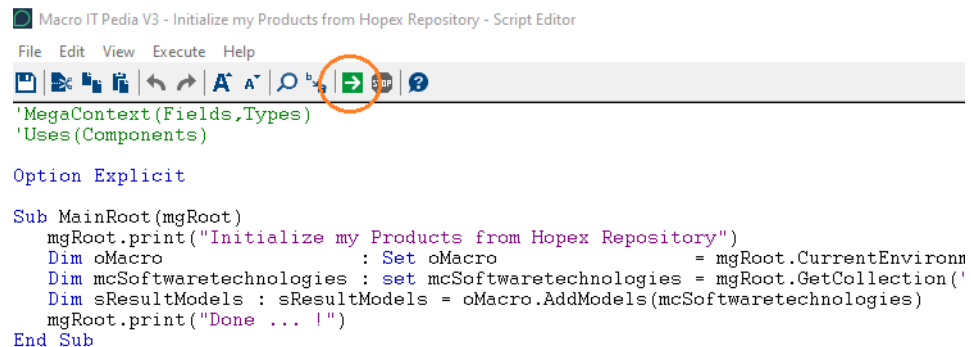 Macro IT Pedia V3 - Initialize my Products from Hopex Repository - Script Editor
File Edit View Execute Help
A A b STOP ?
'MegaContext(Fields,Types)
'Uses(Components)
Option Explicit
Sub MainRoot(mgRoot)
mgRoot.print("Initialize my Products from Hopex Repository")
Dim oMacro : Set oMacro = mgRoot.CurrentEnvironm
Dim mcSoftwaretechnologies : set mcSoftwaretechnologies = mgRoot.GetCollection('
Dim sResultModels : sResultModels = oMacro.AddModels(mcSoftwaretechnologies)
mgRoot.print("Done ... !")
End Sub